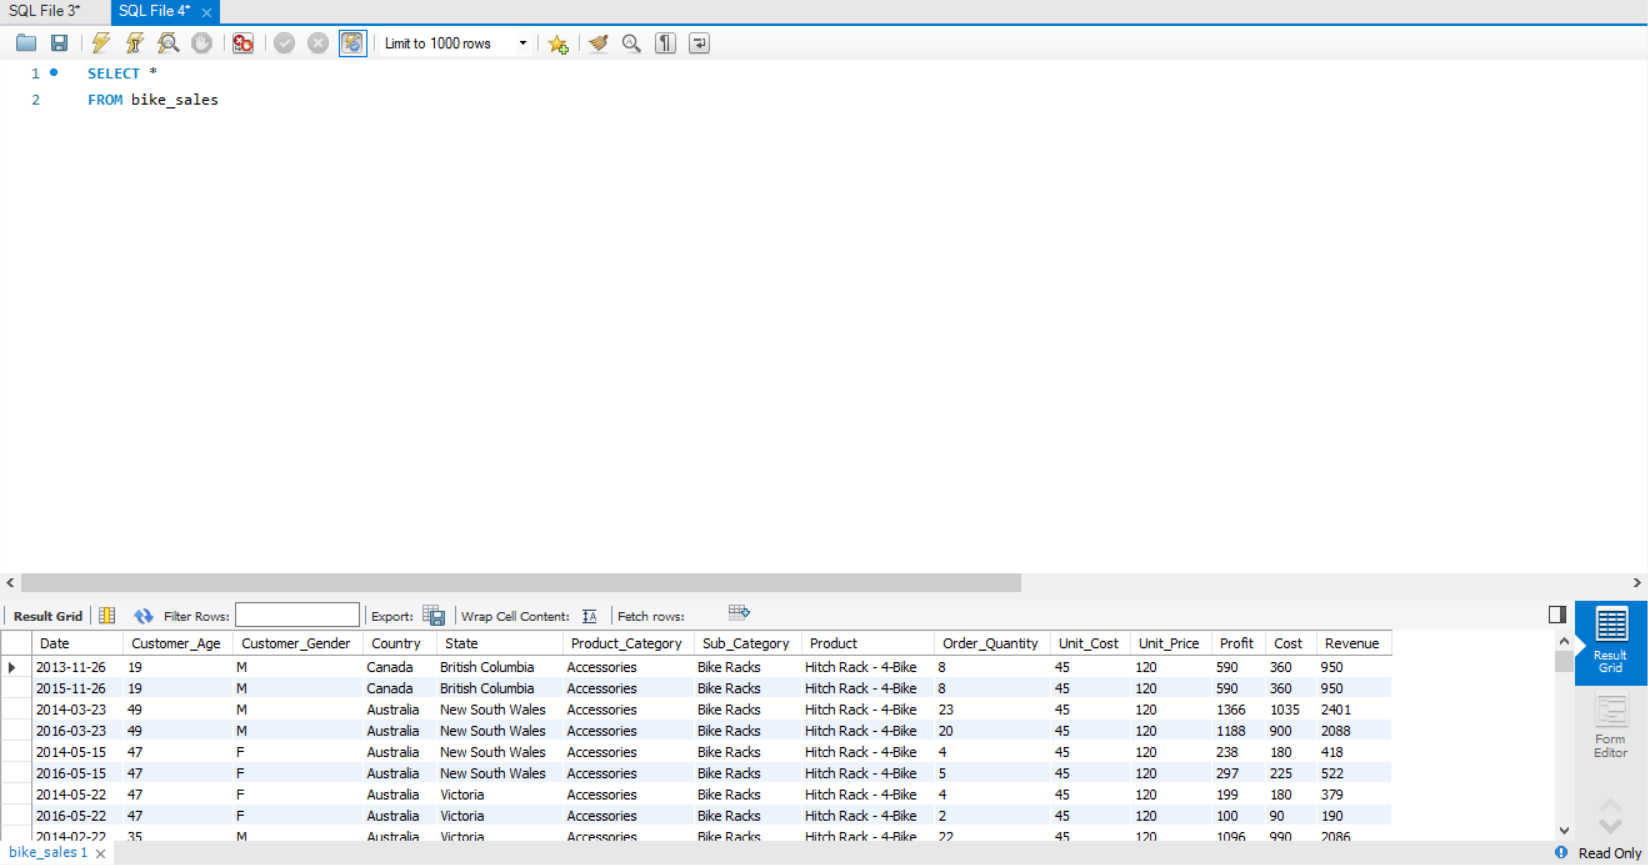 SQL File 3* SQL File 4*
Limit to 1000 rows
1 SELECT *
2 FROM bike_sales
Result Grid Filter Rows: Export: Wrap Cell Content: Fetch rows:
Date Customer_Age Customer_Gender Country State Product_Category Sub_Category Product Order_Quantity Unit_Cost Unit_Price Profit Cost Revenue
2013-11-26 19 M Canada British Columbia Accessories Bike Racks Hitch Rack - 4-Bike 8 45 120 590 360 950
2015-11-26 19 M Canada British Columbia Accessories Bike Racks Hitch Rack - 4-Bike 8 45 120 590 360 950
2014-03-23 49 M Australia New South Wales Accessories Bike Racks Hitch Rack - 4-Bike 23 45 120 1366 1035 2401
2016-03-23 49 M Australia New South Wales Accessories Bike Racks Hitch Rack - 4-Bike 20 45 120 1188 900 2088
2014-05-15 47 F Australia New South Wales Accessories Bike Racks Hitch Rack - 4-Bike 4 45 120 238 180 418
2016-05-15 47 F Australia New South Wales Accessories Bike Racks Hitch Rack - 4-Bike 5 45 120 297 225 522
2014-05-22 47 F Australia Victoria Accessories Bike Racks Hitch Rack - 4-Bike 4 45 120 199 180 379
2016-05-22 47 F Australia Victoria Accessories Bike Racks Hitch Rack - 4-Bike 2 45 120 100 90 190
2014-02-22 35 M Australia Victoria Accessories Bike Racks Hitch Rack - 4-Bike 22 45 120 1096 990 2086
Result
Grid
Form
Editor
bike_sales 1 Read Only